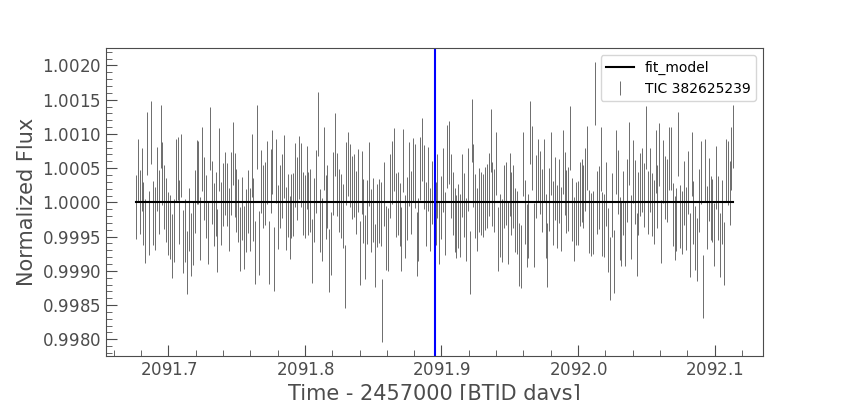 1.0020
1.0015
1.0010
1.0005
1.0000
0.9995
0.9990
0.9985
0.9980
Normalized Flux
fit_model
TIC 382625239
2091.7 2091.8 2091.9 2092.0 2092.1
Time - 2457000 [BTJD days]